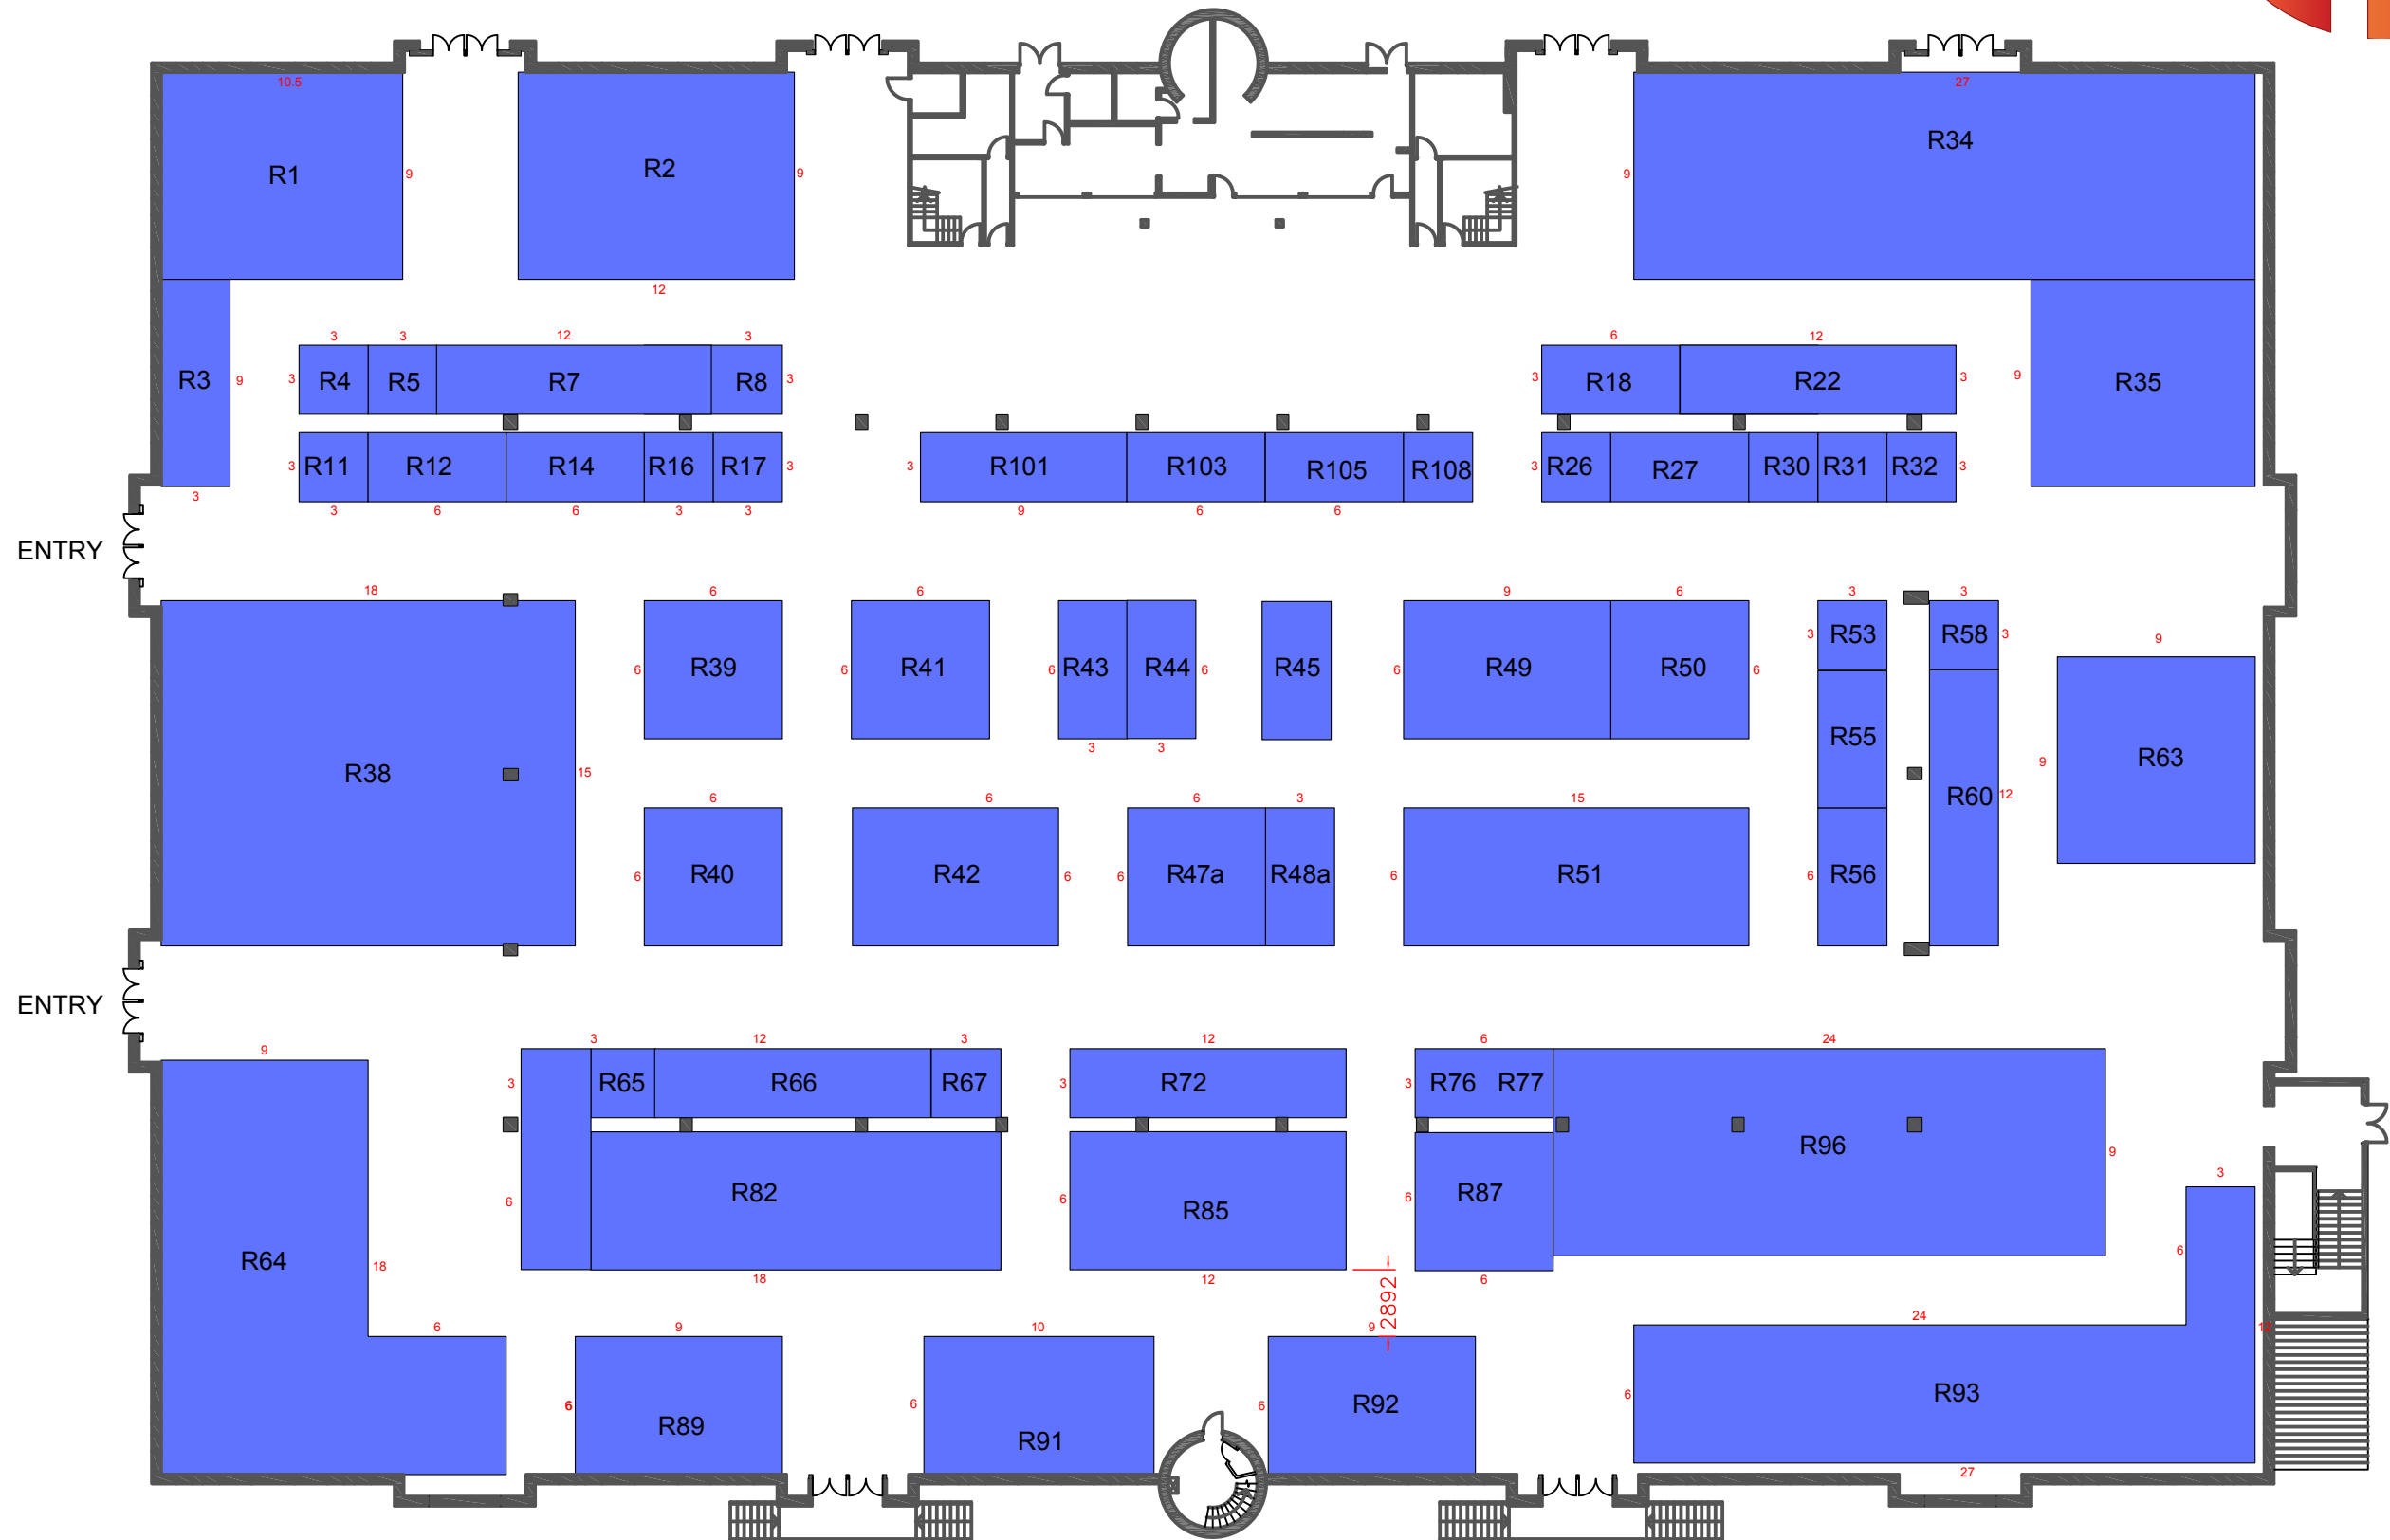 10.5
27
R1
9
R2
9
9
R34
12
3
3
12
3
6
12
R3
9
3
R4
R5
R7
R8
3
3
R18
R22
3
9
R35
3
R11
R12
R14
R16
R17
3
3
R101
R103
R105
R108
3
R26
R27
R30
R31
R32
3
3
3
6
6
3
3
9
6
6
ENTRY
18
6
6
9
6
3
3
9
R38
15
6
R39
6
R41
6
R43
R44
6
R45
6
R49
R50
6
3
R53
R58
3
3
3
R55
9
R63
6
6
6
3
15
R60
12
6
R40
R42
6
6
R47a
R48a
6
R51
6
R56
ENTRY
9
3
12
3
12
6
24
3
R65
R66
R67
3
R72
3
R76
R77
R96
9
6
R82
6
R85
6
R87
3
R64
18
18
12
6
6
2892
6
9
10
9
24
12
6
R89
6
R91
6
R92
6
R93
27